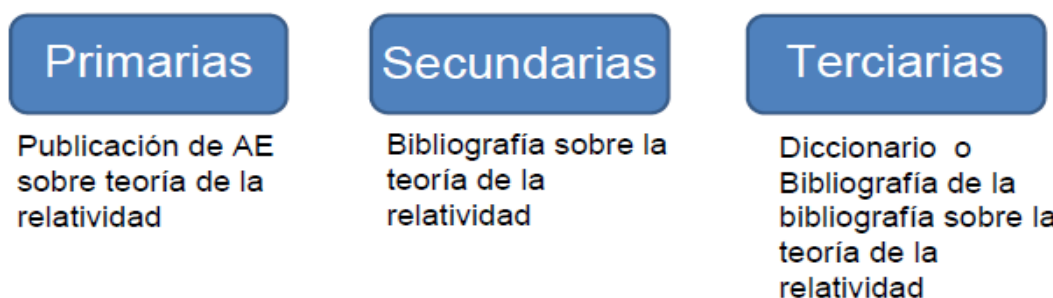 Primarias
Publicación de AE
sobre teoría de la
relatividad
Secundarias
Bibliografía sobre la
teoría de la
relatividad
Terciarias
Diccionario o
Bibliografía de la
bibliografía sobre la
teoría de la
relatividad